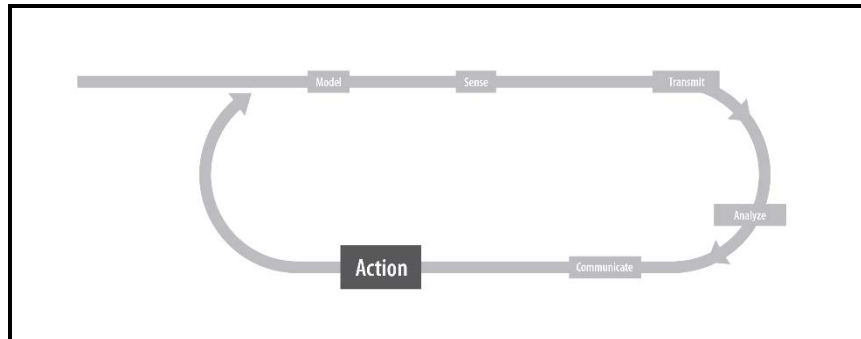 Model
Sense
Transmit
Analyze
Communicate
Action